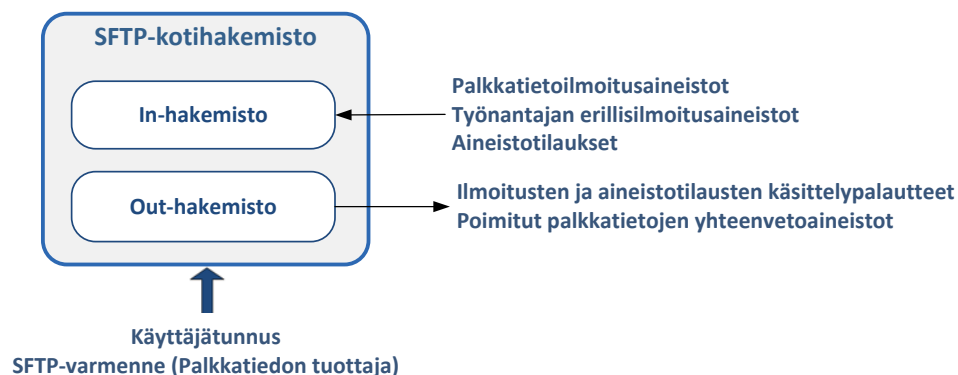 SFTP-kotihakemisto
In-hakemisto
Palkkatietoilmoitusaineistot
Työnantajan erillisilmoitusaineistot
Aineistotilaukset
Out-hakemisto
Ilmoitusten ja aineistotilausten käsittelypalautteet
Poimitut palkkatietojen yhteenvetoaineistot
Käyttäjätunnus
SFTP-varmenne (Palkkatiedon tuottaja)